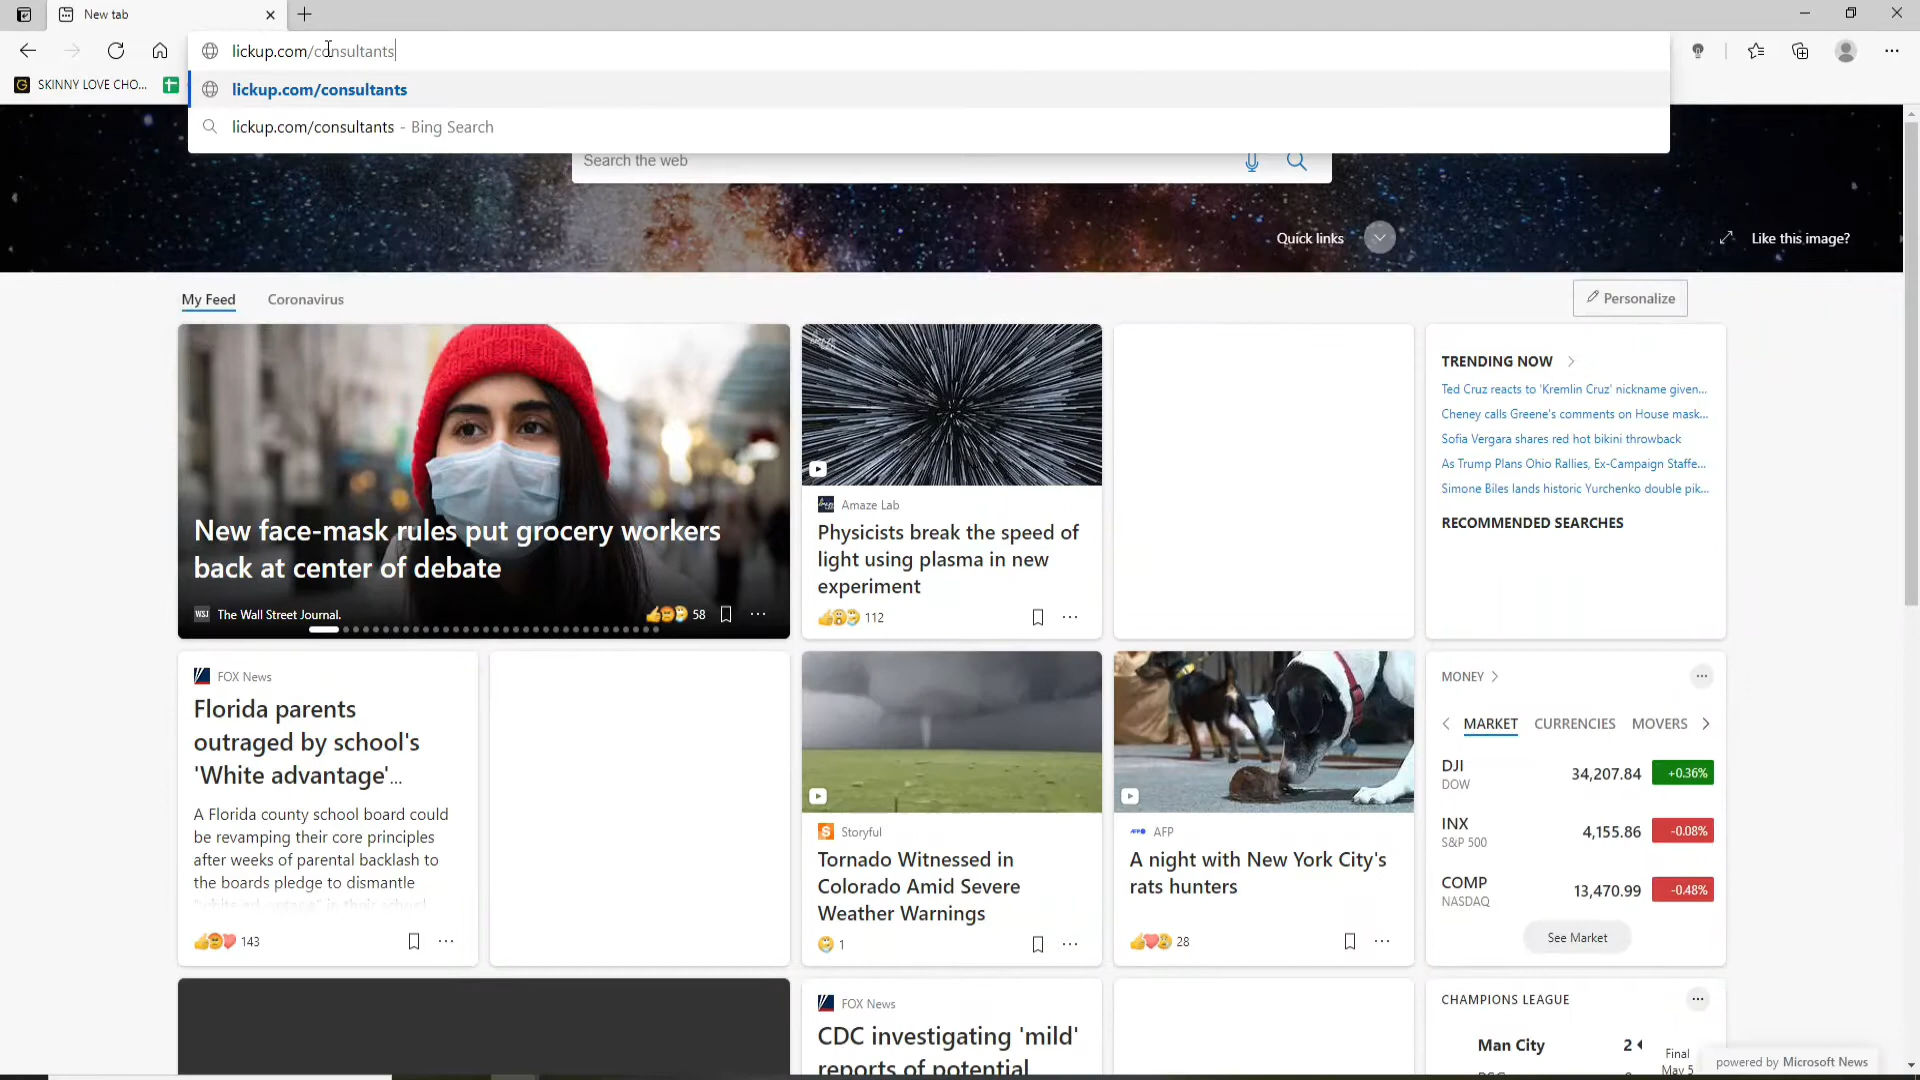 New tab
lickup.com/consultants
SKINNY LOVE CHO...
lickup.com/consultants
lickup.com/consultants - Bing Search
Search the web
Quick links
Like this image?
My Feed
Coronavirus
Personalize
New face-mask rules put grocery workers
back at center of debate
WSJ The Wall Street Journal.
58
Amaze Lab
Physicists break the speed of
light using plasma in new
experiment
112
TRENDING NOW
Ted Cruz reacts to 'Kremlin Cruz' nickname given...
Cheney calls Greene's comments on House mask...
Sofia Vergara shares red hot bikini throwback
As Trump Plans Ohio Rallies, Ex-Campaign Staffe...
Simone Biles lands historic Yurchenko double pik...
RECOMMENDED SEARCHES
FOX News
Florida parents
outraged by school's
'White advantage'...
A Florida county school board could
be revamping their core principles
after weeks of parental backlash to
the boards pledge to dismantle
143
Storyful
Tornado Witnessed in
Colorado Amid Severe
Weather Warnings
1
AFP
A night with New York City's
rats hunters
28
MONEY
MARKET CURRENCIES MOVERS
DJI
DOW
34,207.84 +0.36%
INX
S&P 500
4,155.86 -0.08%
COMP
NASDAQ
13,470.99 -0.48%
See Market
FOX News
CDC investigating 'mild'
reports of potential
CHAMPIONS LEAGUE
Man City 2
Final
May 5
powered by Microsoft News